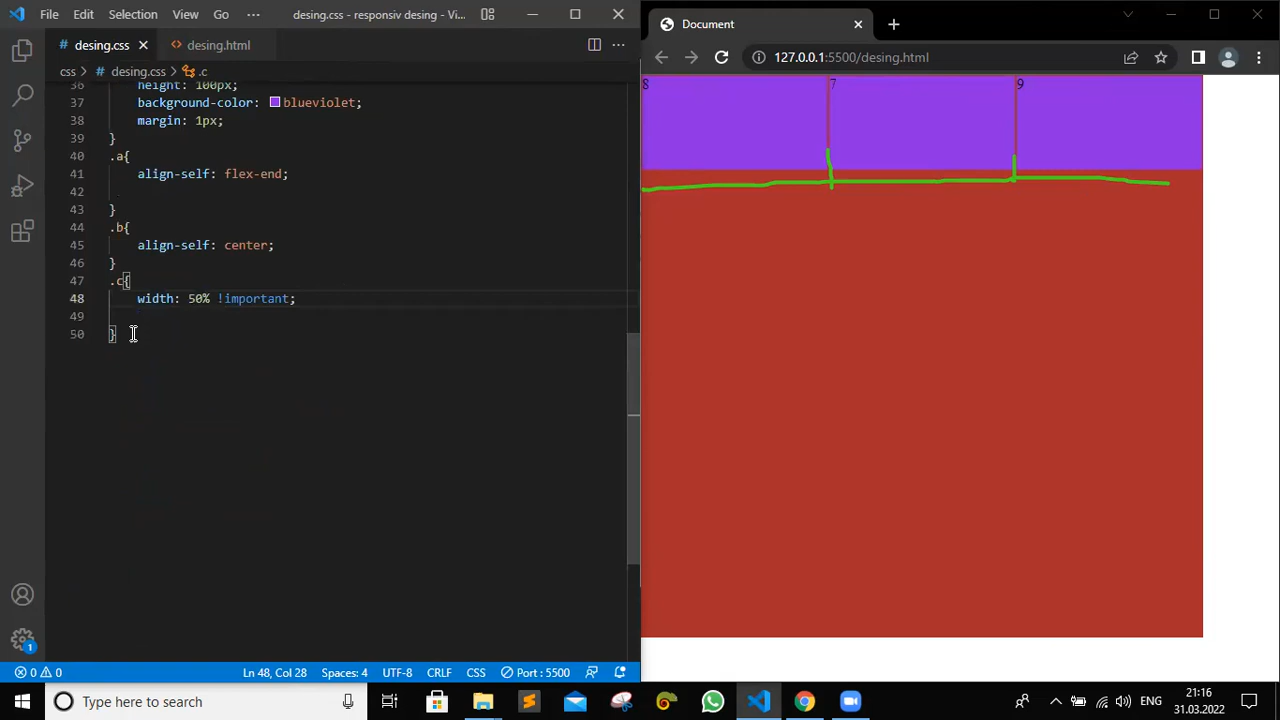 File Edit Selection View Go ··· desing.css - responsiv desing - Vi...
desing.css desing.html
css > # desing.css > .c
36 height: 100px;
37 background-color: blueviolet;
38 margin: 1px;
39 }
40 .a{
41 align-self: flex-end;
42
43 }
44 .b{
45 align-self: center;
46 }
47 .c{
48 width: 50% !important;
49
50 }
0 0 Ln 48, Col 28 Spaces: 4 UTF-8 CRLF CSS Port : 5500
Document
127.0.0.1:5500/desing.html
8 7 9
1
Type here to search
ENG
21:16
31.03.2022